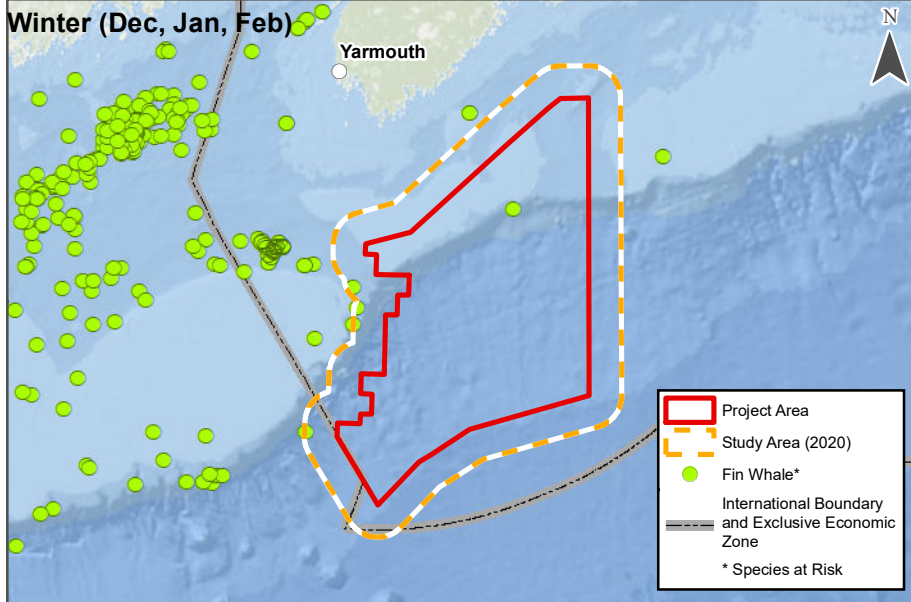 Winter (Dec, Jan, Feb)
N
Yarmouth
Project Area
Study Area (2020)
Fin Whale*
International Boundary
and Exclusive Economic
Zone
* Species at Risk